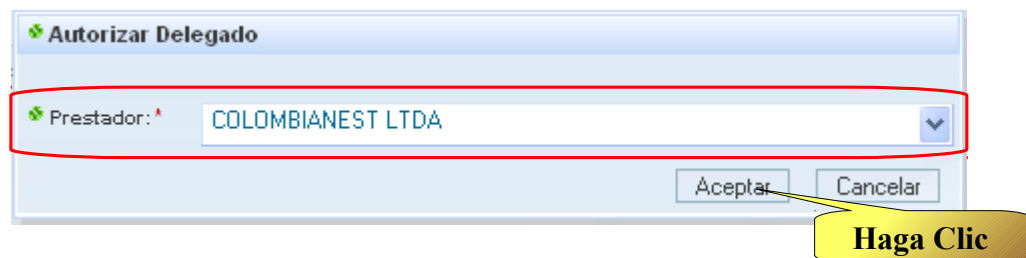 Autorizar Delegado
Prestador:* COLOMBIANEST LTDA
Aceptar Cancelar
Haga Clic